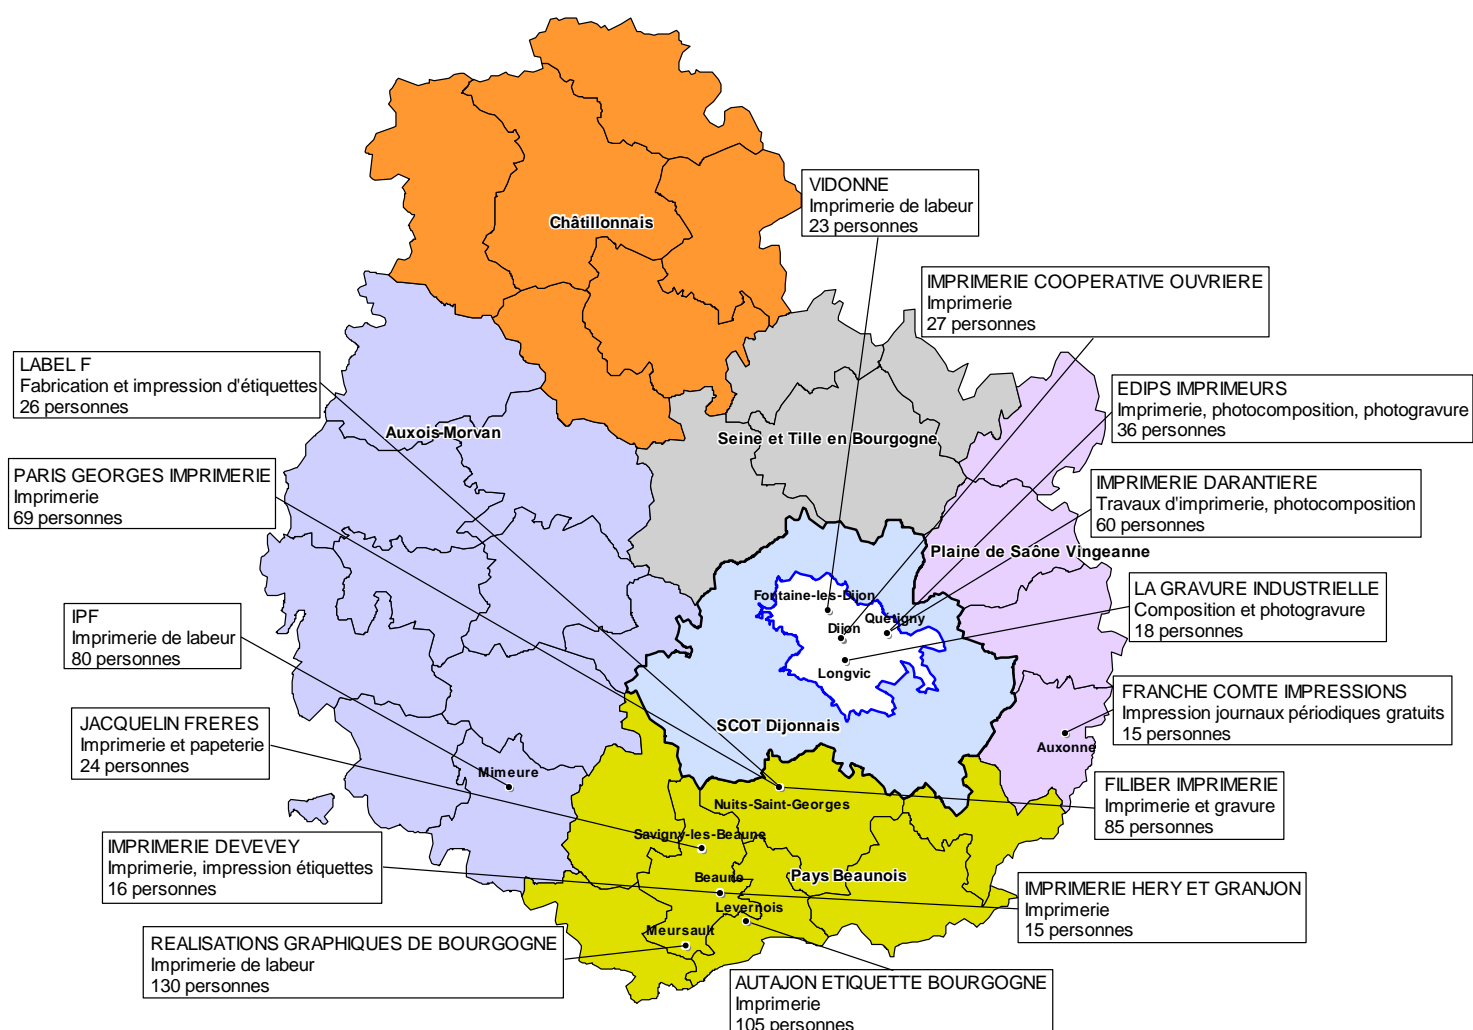 VIDONNE
Imprimerie de labeur
23 personnes
Châtillonnais
IMPRIMERIE COOPERATIVE OUVRIERE
Imprimerie
27 personnes
LABEL F
Fabrication et impression d'étiquettes
26 personnes
EDIPS IMPRIMEURS
Imprimerie, photocomposition, photogravure
36 personnes
Auxois-Morvan
Seine et Tille en Bourgogne
PARIS GEORGES IMPRIMERIE
Imprimerie
69 personnes
IMPRIMERIE DARANTIERE
Travaux d'imprimerie, photocomposition
60 personnes
Plaine de Saône Vingeanne
LA GRAVURE INDUSTRIELLE
Composition et photogravure
18 personnes
Fontaine-les-Dijon
Quétigny
Dijon
Longvic
IPF
Imprimerie de labeur
80 personnes
FRANCHE COMTE IMPRESSIONS
Impression journaux périodiques gratuits
15 personnes
JACQUELIN FRERES
Imprimerie et papeterie
24 personnes
SCOT Dijonnais
Auxonne
Mimeure
FILIBER IMPRIMERIE
Imprimerie et gravure
85 personnes
Nuits-Saint-Georges
Savigny-les-Beaune
IMPRIMERIE DEVEVEY
Imprimerie, impression étiquettes
16 personnes
Beaune
Pays Beaunois
IMPRIMERIE HERY ET GRANJON
Imprimerie
15 personnes
Levernois
Meursault
REALISATIONS GRAPHIQUES DE BOURGOGNE
Imprimerie de labeur
130 personnes
AUTAJON ETIQUETTE BOURGOGNE
Imprimerie
105 personnes